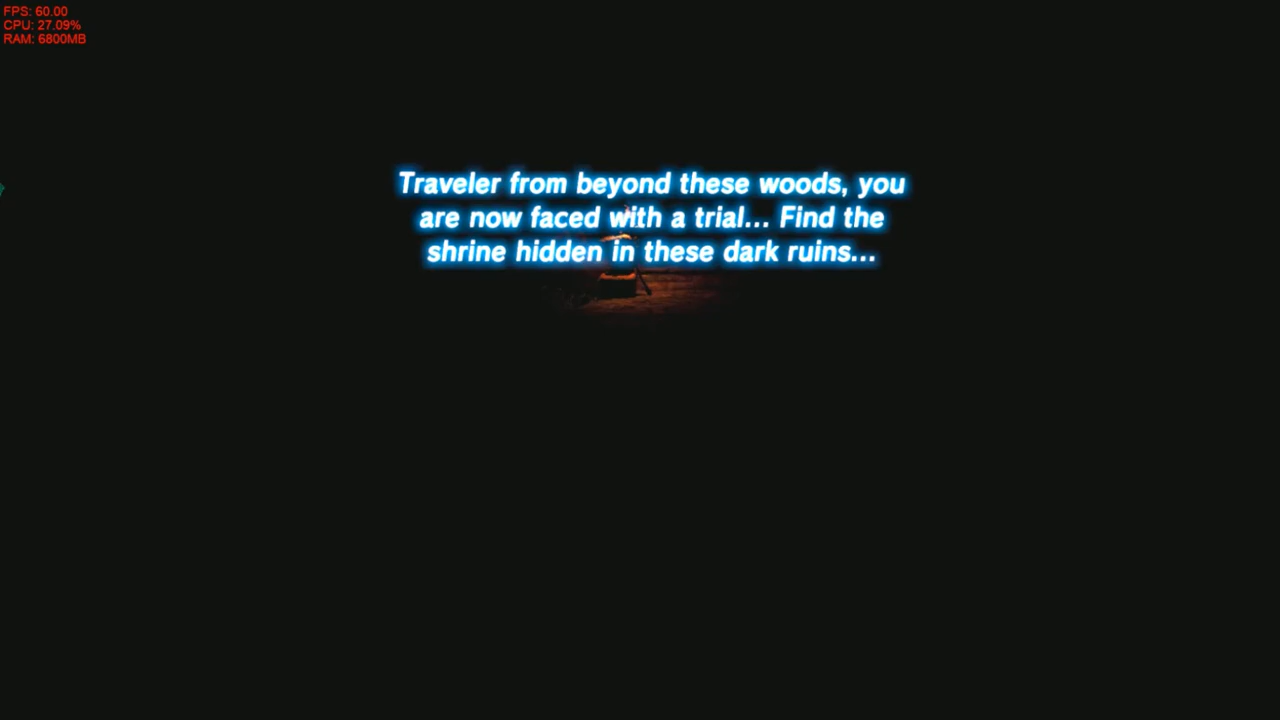 FPS: 60.00
CPU: 27.09%
RAM: 6800MB
Traveler from beyond these woods, you
are now faced with a trial... Find the
shrine hidden in these dark ruins...